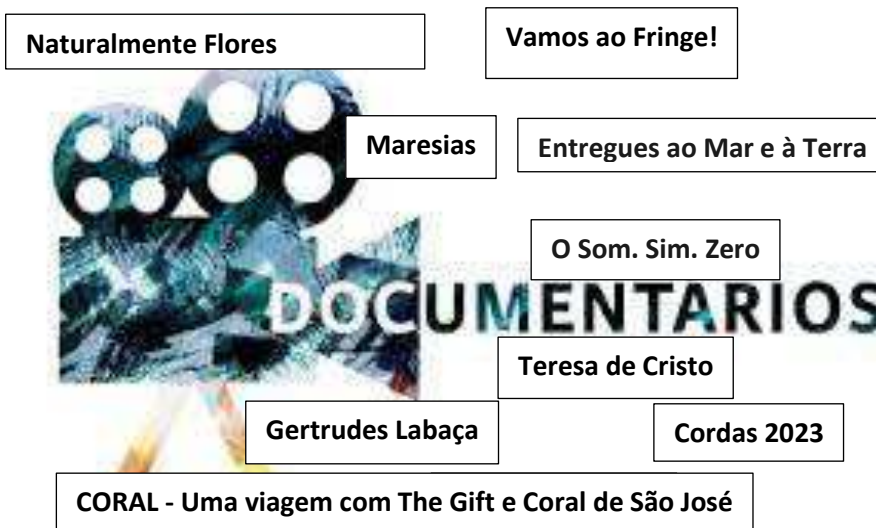 Naturalmente Flores
Vamos ao Fringe!
Maresias
Entregues ao Mar e à Terra
O Som. Sim. Zero
DOCUMENTARIOS
Teresa de Cristo
Gertrudes Labaça
Cordas 2023
CORAL - Uma viagem com The Gift e Coral de São José